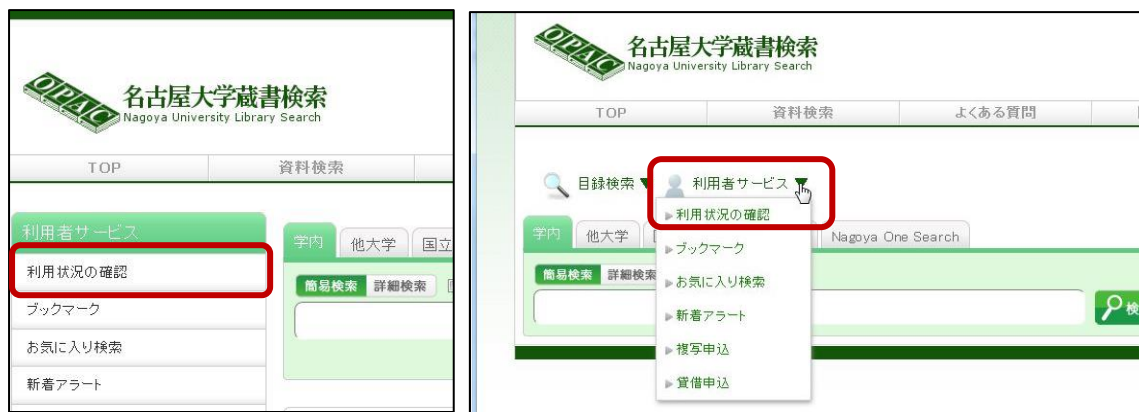 OPAC
名古屋大学蔵書検索
Nagoya University Library Search
TOP 資料検索
利用者サービス
利用状況の確認
ブックマーク
お気に入り検索
新着アラート
学内 他大学 国立
簡易検索 詳細検索
OPAC
名古屋大学蔵書検索
Nagoya University Library Search
TOP 資料検索 よくある質問
目録検索▼ 利用者サービス▼
▶利用状況の確認
▶ブックマーク
▶お気に入り検索
▶新着アラート
▶複写申込
▶貸借申込
学内 他大学 Nagoya One Search
簡易検索 詳細検索
検